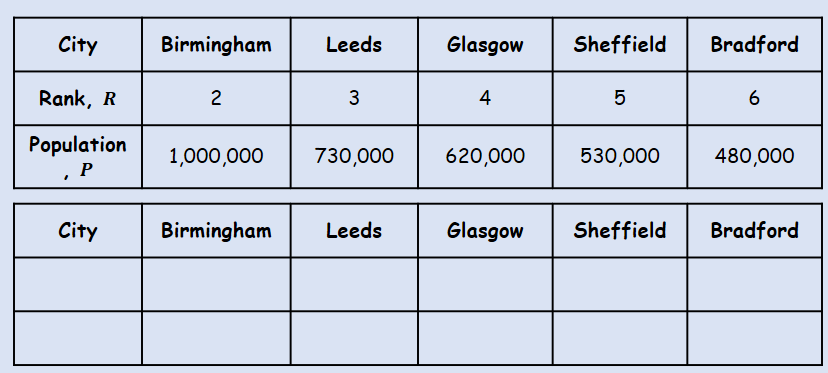 City Birmingham Leeds Glasgow Sheffield Bradford
Rank, R 2 3 4 5 6
Population
, P 1,000,000 730,000 620,000 530,000 480,000
City Birmingham Leeds Glasgow Sheffield Bradford